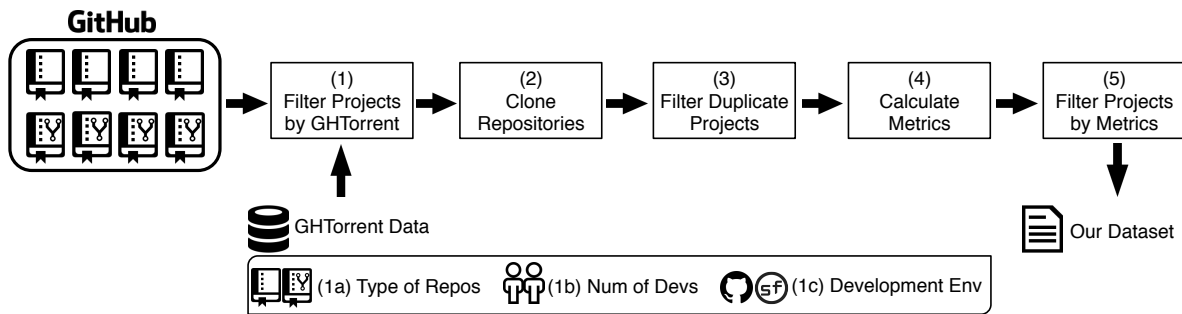 GitHub
(1)
Filter Projects
by GHTorrent
(2)
Clone
Repositories
(3)
Filter Duplicate
Projects
(4)
Calculate
Metrics
(5)
Filter Projects
by Metrics
GHTorrent Data
Our Dataset
(1a) Type of Repos
(1b) Num of Devs
sf
(1c) Development Env